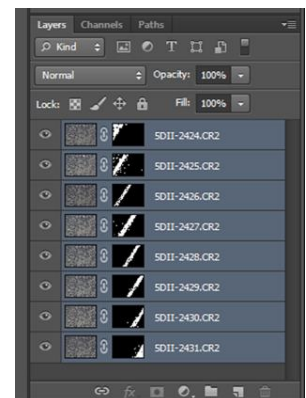 Layers Channels Paths
Kind T
Normal Opacity: 100%
Lock: Fill: 100%
5DII-2424.CR2
5DII-2425.CR2
5DII-2426.CR2
5DII-2427.CR2
5DII-2428.CR2
5DII-2429.CR2
5DII-2430.CR2
5DII-2431.CR2
fx